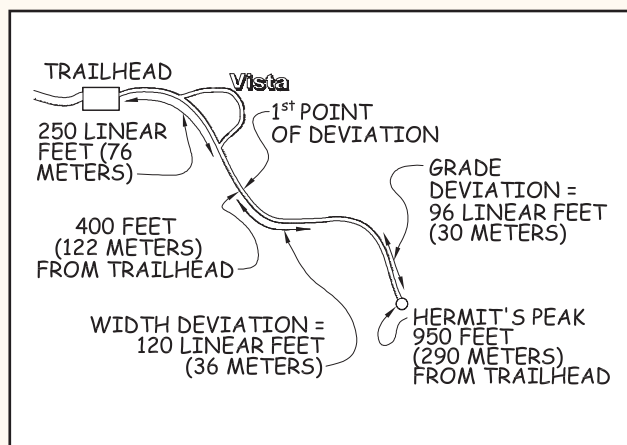 TRAILHEAD
Vista
250 LINEAR
FEET (76
METERS)
1st POINT
OF DEVIATION
GRADE
DEVIATION =
96 LINEAR FEET
(30 METERS)
400 FEET
(122 METERS)
FROM TRAILHEAD
WIDTH DEVIATION =
120 LINEAR FEET
(36 METERS)
HERMIT'S PEAK
950 FEET
(290 METERS)
FROM TRAILHEAD